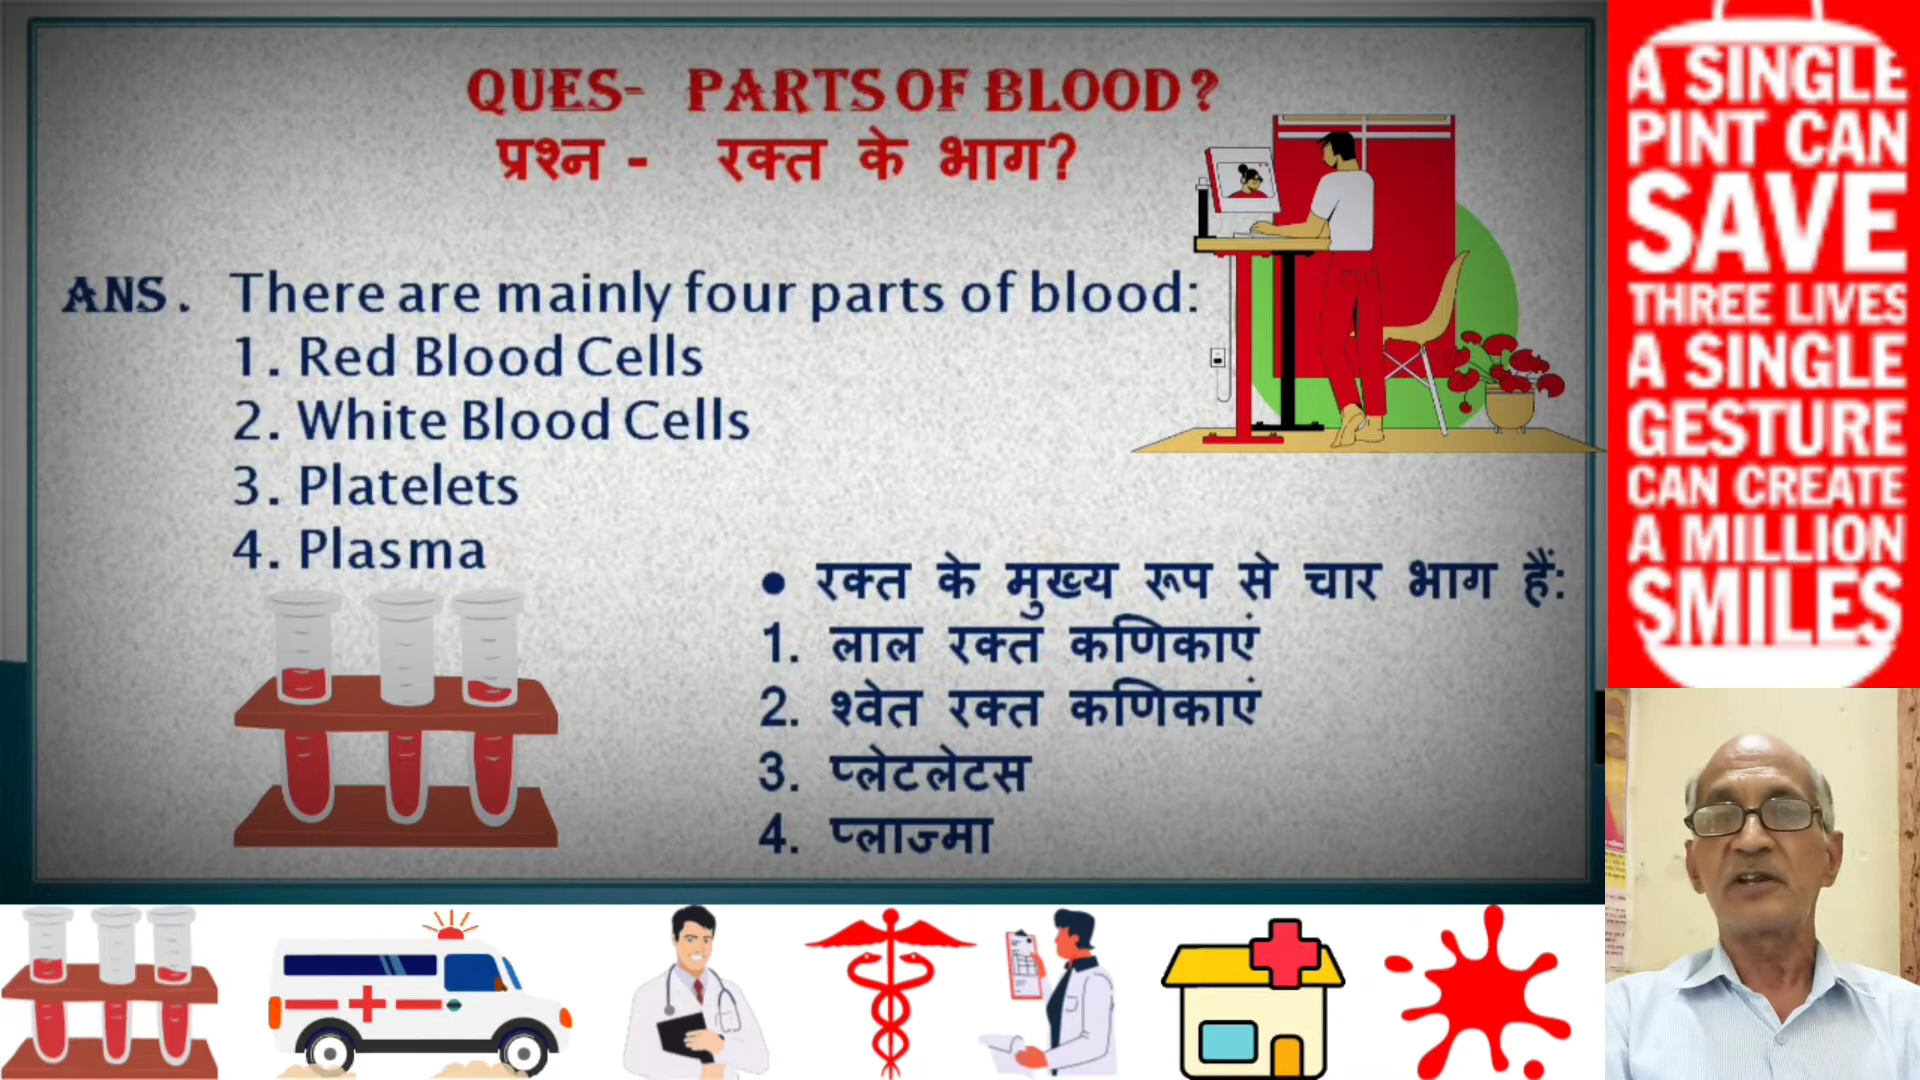 QUES- PARTS OF BLOOD?
प्रश्न - रक्त के भाग?
ANS. There are mainly four parts of blood:
1. Red Blood Cells
2. White Blood Cells
3. Platelets
4. Plasma
● रक्त के मुख्य रूप से चार भाग हैं:
1. लाल रक्त कणिकाएं
2. श्वेत रक्त कणिकाएं
3. प्लेटलेटस
4. प्लाज्मा
A SINGLE
PINT CAN
SAVE
THREE LIVES
A SINGLE
GESTURE
CAN CREATE
A MILLION
SMILES